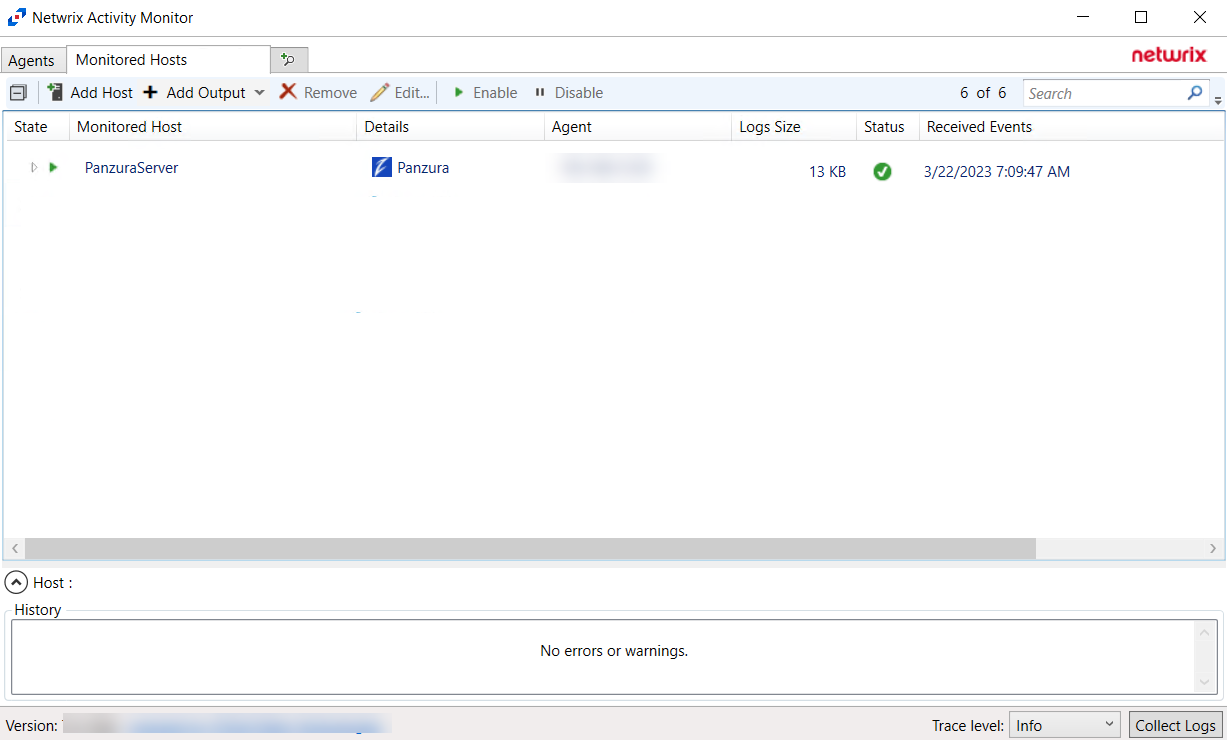 Netwrix Activity Monitor
Agents Monitored Hosts netwrix
Add Host Add Output Remove Edit... Enable Disable 6 of 6 Search
State Monitored Host Details Agent Logs Size Status Received Events
PanzuraServer Panzura 13 KB 3/22/2023 7:09:47 AM
Host :
History
No errors or warnings.
Version: Trace level: Info Collect Logs